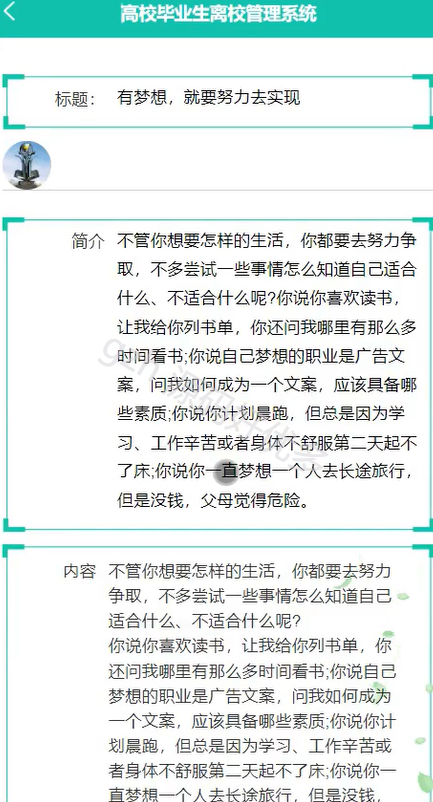 高校毕业生离校管理系统
标题： 有梦想，就要努力去实现
简介 不管你想要怎样的生活，你都要去努力争
取，不多尝试一些事情怎么知道自己适合
什么、不适合什么呢?你说你喜欢读书，
让我给你列书单，你还问我哪里有那么多
时间看书;你说自己梦想的职业是广告文
案，问我如何成为一个文案，应该具备哪
些素质;你说你计划晨跑，但总是因为学
习、工作辛苦或者身体不舒服第二天起不
了床;你说你一直梦想一个人去长途旅行，
但是没钱，父母觉得危险。
内容 不管你想要怎样的生活，你都要去努力
争取，不多尝试一些事情怎么知道自己
适合什么、不适合什么呢?
你说你喜欢读书，让我给你列书单，你
还问我哪里有那么多时间看书;你说自己
梦想的职业是广告文案，问我如何成为
一个文案，应该具备哪些素质;你说你计
划晨跑，但总是因为学习、工作辛苦或
者身体不舒服第二天起不了床;你说你一
直梦想一个人去长途旅行，但是没钱，